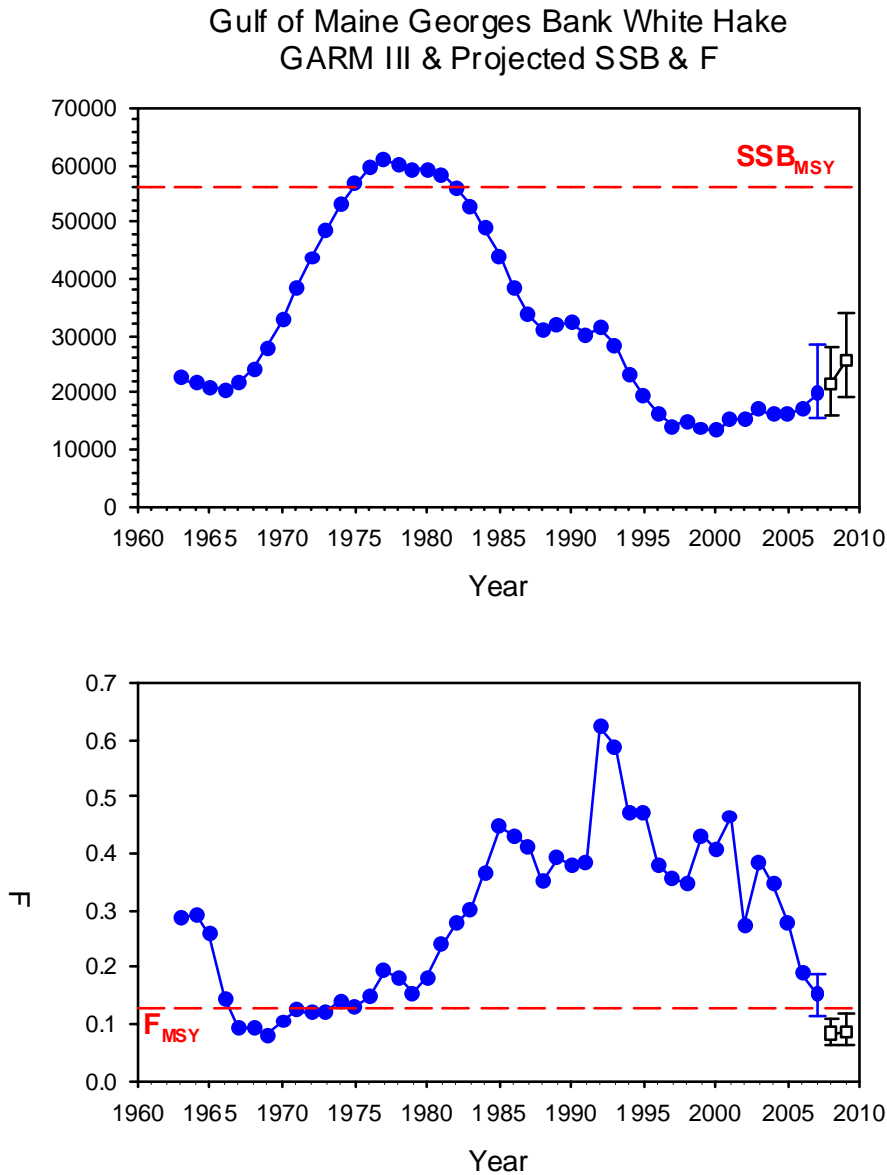 Gulf of Maine Georges Bank White Hake
GARM III & Projected SSB & F
70000
60000
50000
40000
30000
20000
10000
0
SSBMSY
1960 1965 1970 1975 1980 1985 1990 1995 2000 2005 2010
Year
0.7
0.6
0.5
0.4
0.3
0.2
0.1
0.0
F
FMSY
1960 1965 1970 1975 1980 1985 1990 1995 2000 2005 2010
Year